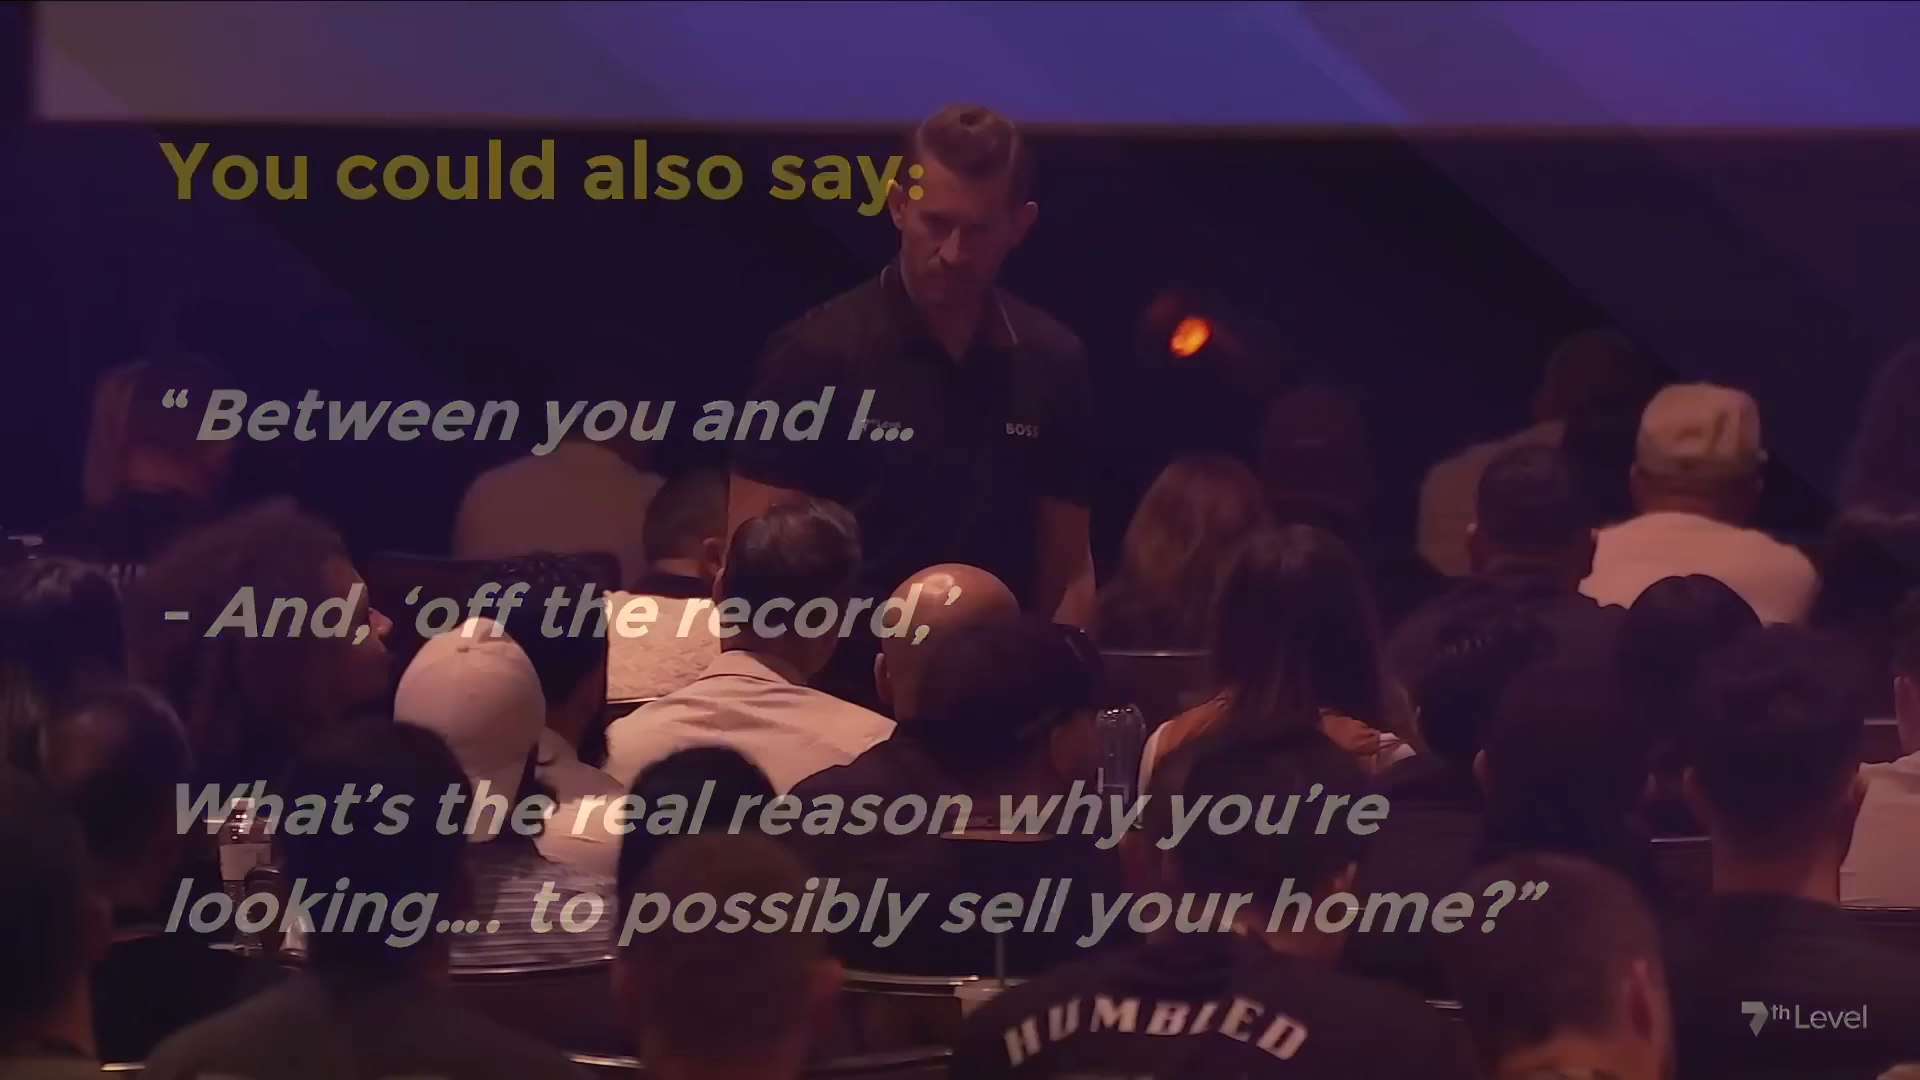 You could also say:
“Between you and I...
BOSS
- And, ‘off the record,’
What’s the real reason why you’re
looking.... to possibly sell your home?”
HUMBLED
7th Level